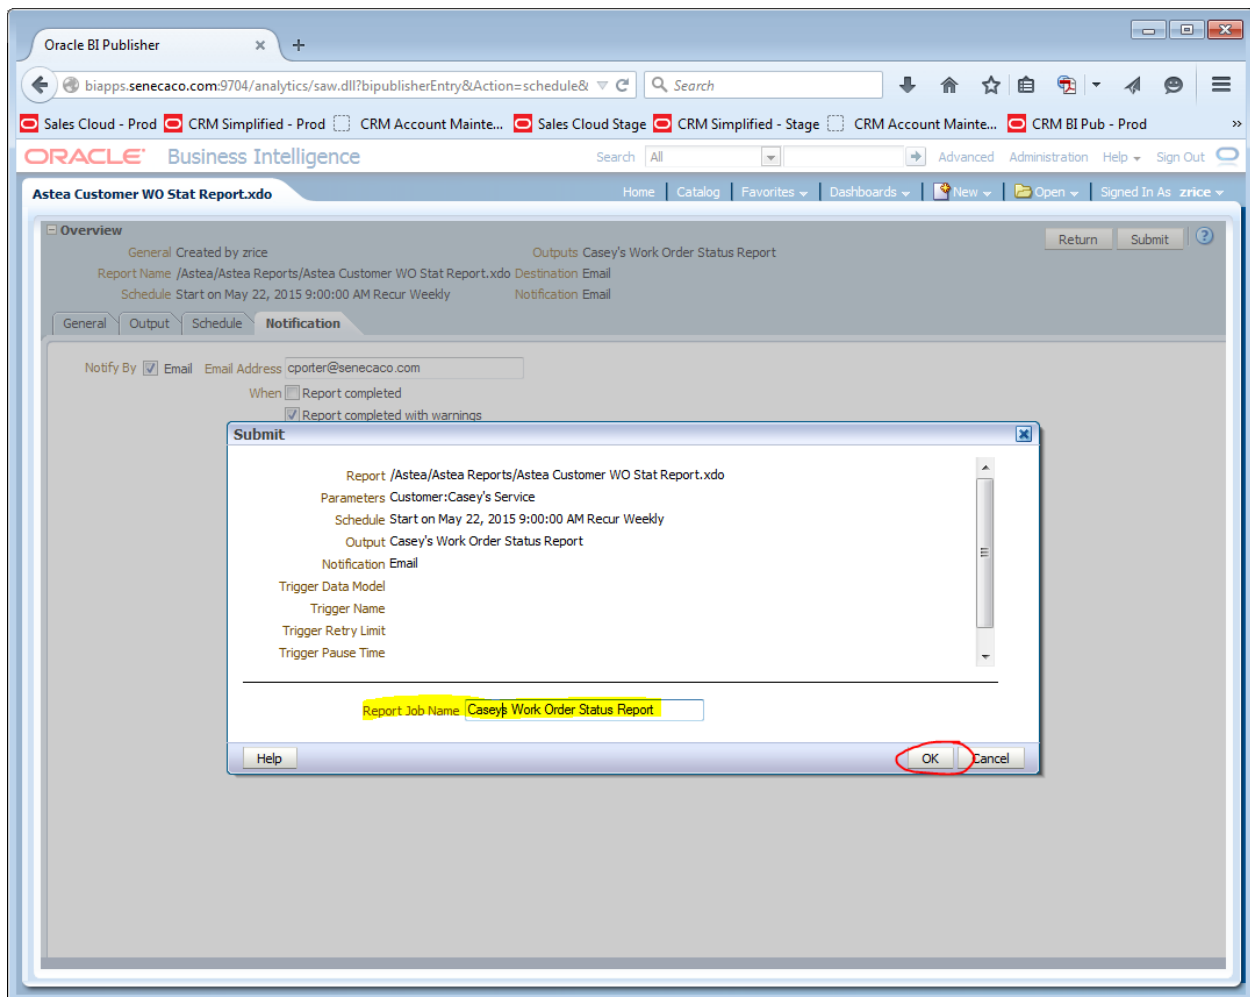 Oracle BI Publisher
biapps.senecaco.com:9704/analytics/saw.dll?bipublisherEntry&Action=schedule&
Search
Sales Cloud - Prod CRM Simplified - Prod CRM Account Mainte... Sales Cloud Stage CRM Simplified - Stage CRM Account Mainte... CRM BI Pub - Prod »
ORACLE Business Intelligence Search All Advanced Administration Help Sign Out
Astea Customer WO Stat Report.xdo Home Catalog Favorites Dashboards New Open Signed In As zrice
Overview Return Submit ?
General Created by zrice Outputs Casey's Work Order Status Report
Report Name /Astea/Astea Reports/Astea Customer WO Stat Report.xdo Destination Email
Schedule Start on May 22, 2015 9:00:00 AM Recur Weekly Notification Email
General Output Schedule Notification
Notify By Email Email Address cporter@senecaco.com
When Report completed
Report completed with warnings
Submit
Report /Astea/Astea Reports/Astea Customer WO Stat Report.xdo
Parameters Customer:Casey's Service
Schedule Start on May 22, 2015 9:00:00 AM Recur Weekly
Output Casey's Work Order Status Report
Notification Email
Trigger Data Model
Trigger Name
Trigger Retry Limit
Trigger Pause Time
Report Job Name Caseys Work Order Status Report
Help OK Cancel